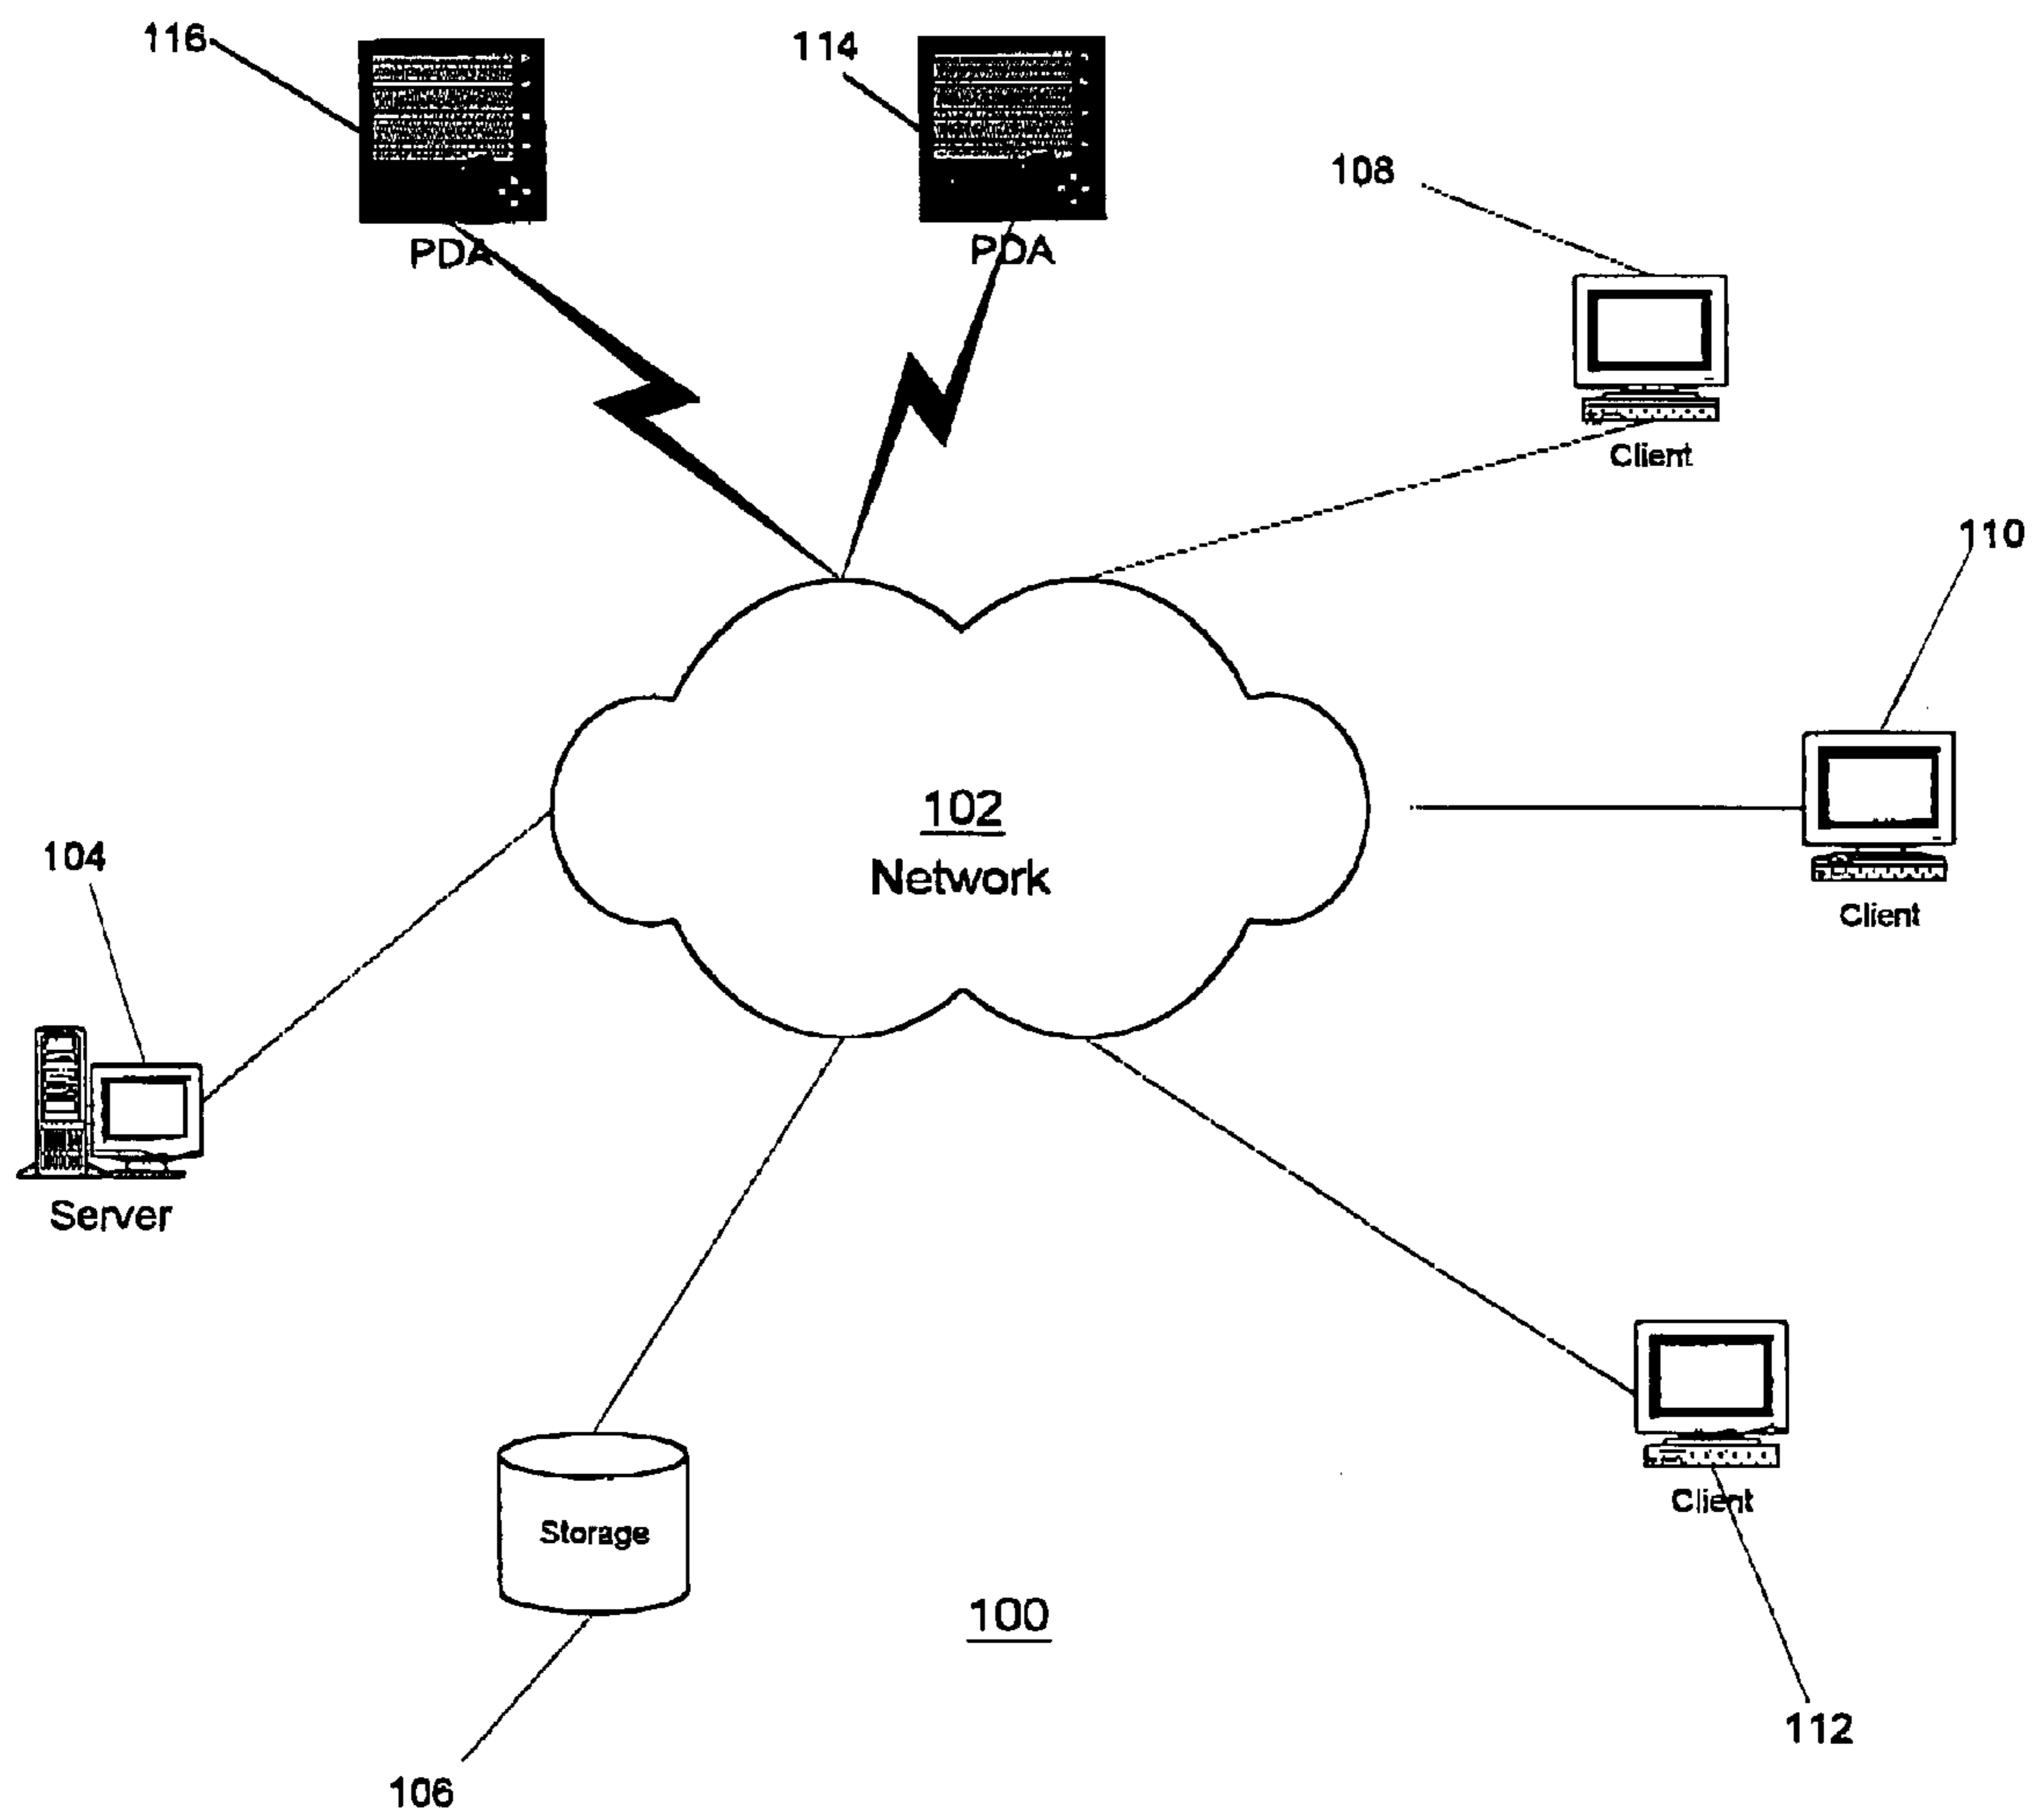 116
114
PDA
PDA
108
Client
110
102
Network
Client
104
Server
Storage
Client
100
112
106